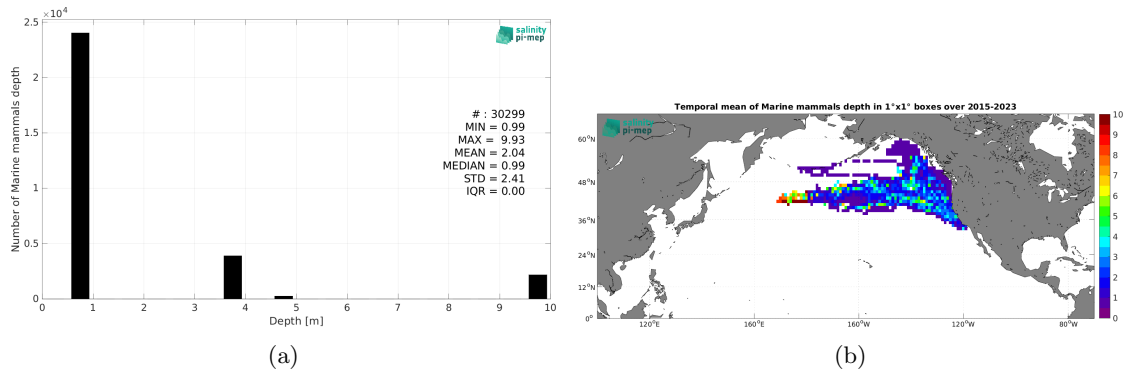 ×10⁴
2.5
2
1.5
1
0.5
0
Number of Marine mammals depth
salinity
pi-mep
# : 30299
MIN = 0.99
MAX = 9.93
MEAN = 2.04
MEDIAN = 0.99
STD = 2.41
IQR = 0.00
0 1 2 3 4 5 6 7 8 9 10
Depth [m]
(a)
Temporal mean of Marine mammals depth in 1°x1° boxes over 2015-2023
salinity
pi-mep
60°N
48°N
36°N
24°N
12°N
0°
120°E 160°E 160°W 120°W 80°W
10
9
8
7
6
5
4
3
2
1
0
(b)